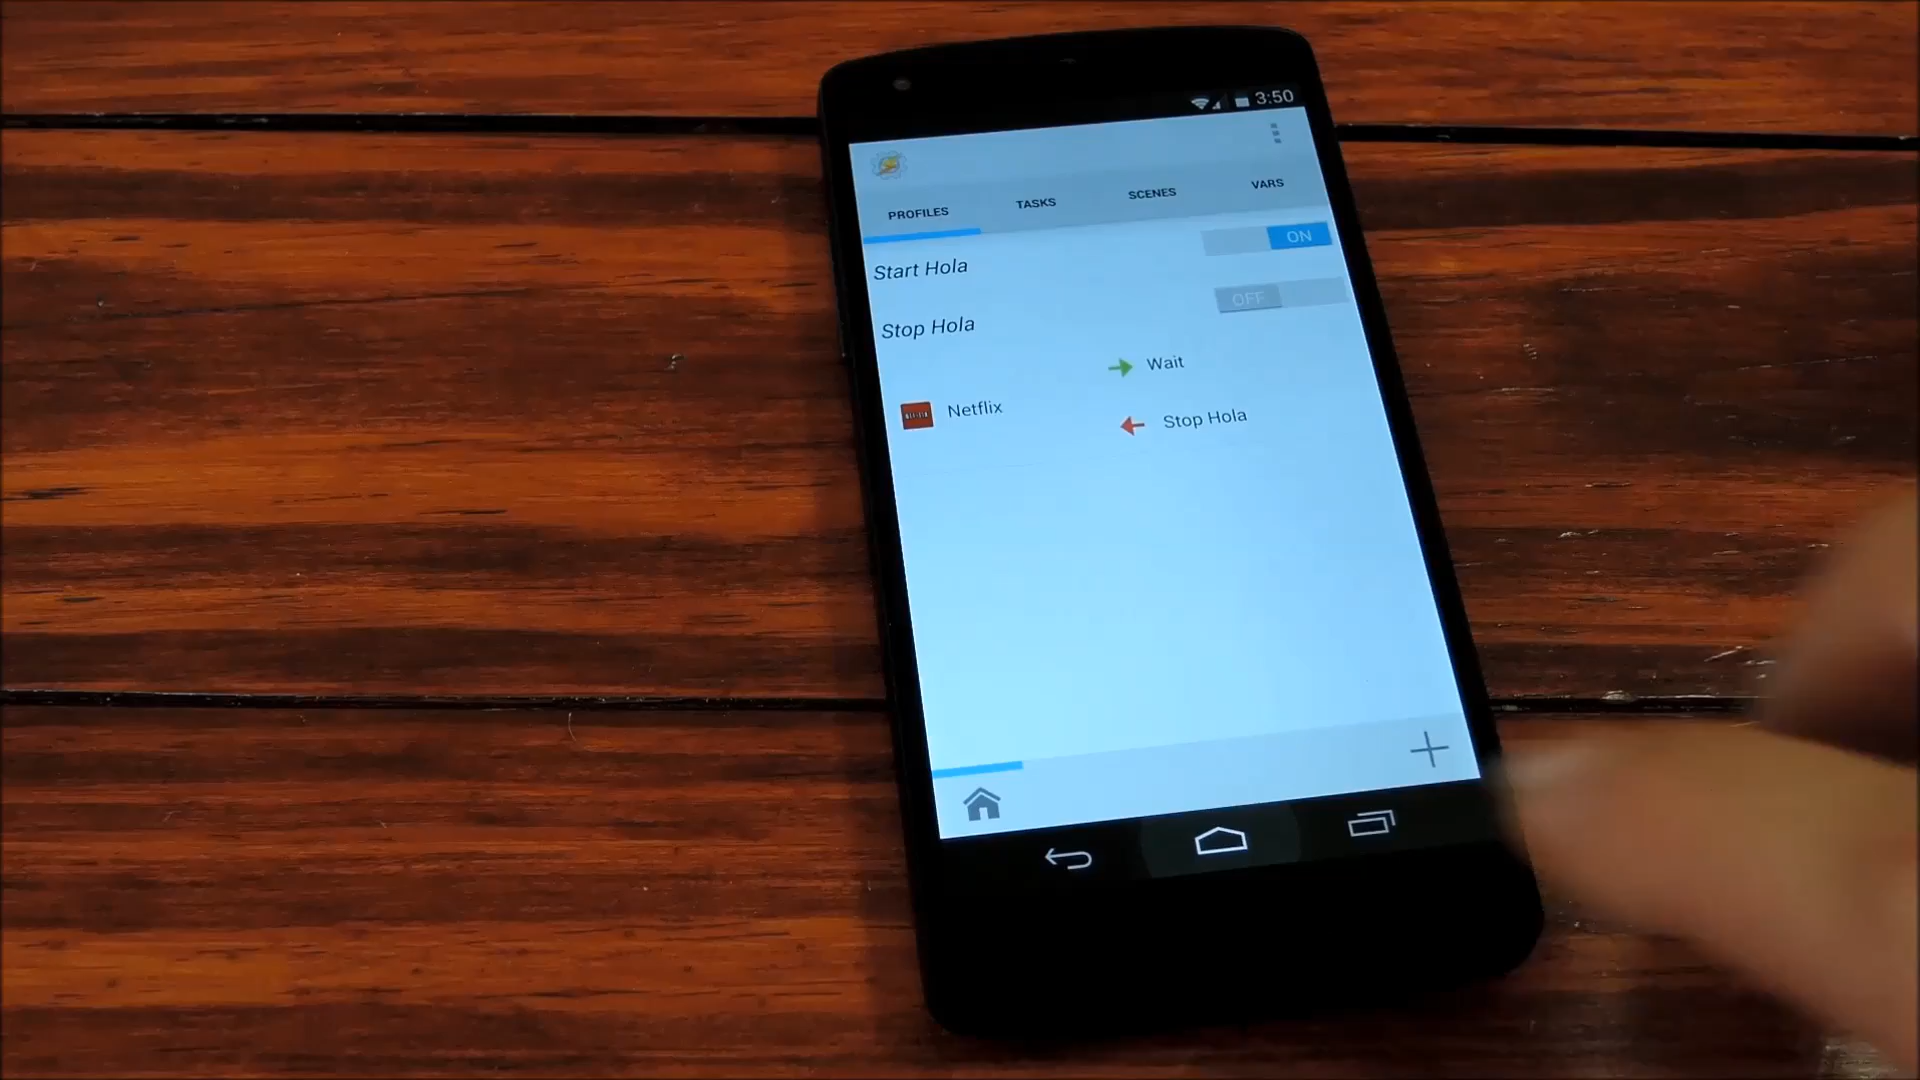 3:50
PROFILES TASKS SCENES VARS
Start Hola ON
Stop Hola OFF
Wait
Netflix
Stop Hola